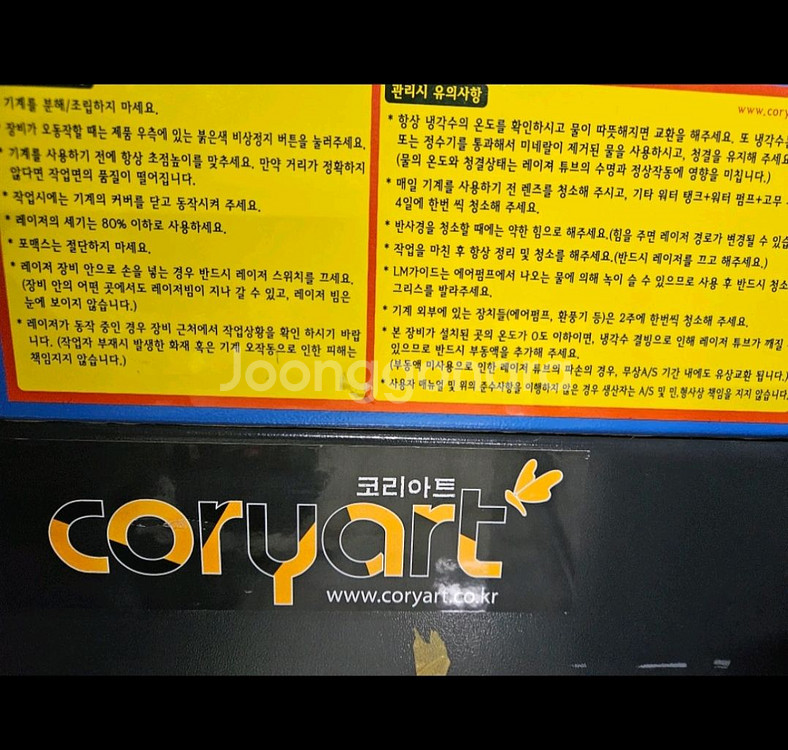 기계를 분해/조립하지 마세요.
* 장비가 오동작할 때는 제품 우측에 있는 붉은색 비상정지 버튼을 눌러주세요.
* 기계를 사용하기 전에 항상 초점높이를 맞추세요. 만약 거리가 정확하지
않다면 작업면의 품질이 떨어집니다.
* 작업시에는 기계의 커버를 닫고 동작시켜 주세요.
* 레이저의 세기는 80% 이하로 사용하세요.
* 포맥스는 절단하지 마세요.
* 레이저 장비 안으로 손을 넣는 경우 반드시 레이저 스위치를 끄세요.
(장비 안의 어떤 곳에서도 레이저빔이 지나 갈 수 있고, 레이저 빔은
눈에 보이지 않습니다.)
* 레이저가 동작 중인 경우 장비 근처에서 작업상황을 확인 하시기 바랍
니다. (작업자 부재시 발생한 화재 혹은 기계 오작동으로 인한 피해는
책임지지 않습니다.)
관리시 유의사항
www.cory
* 항상 냉각수의 온도를 확인하시고 물이 따뜻해지면 교환을 해주세요. 또 냉각수는
또는 정수기를 통과해서 미네랄이 제거된 물을 사용하시고, 청결을 유지해 주세요
(물의 온도와 청결상태는 레이져 튜브의 수명과 정상작동에 영향을 미칩니다.)
* 매일 기계를 사용하기 전 렌즈를 청소해 주시고, 기타 워터 탱크+워터 펌프+고무
4일에 한번 씩 청소해 주세요.
* 반사경을 청소할 때에는 약한 힘으로 해주세요.(힘을 주면 레이저 경로가 변경될 수 있습
* 작업을 마친 후 항상 정리 및 청소를 해주세요.(반드시 레이저를 끄고 해주세요.)
* LM가이드는 에어펌프에서 나오는 물에 의해 녹이 슬 수 있으므로 사용 후 반드시 청소
그리스를 발라주세요.
* 기계 외부에 있는 장치들(에어펌프, 환풍기 등)은 2주에 한번씩 청소해 주세요.
* 본 장비가 설치된 곳의 온도가 0도 이하이면, 냉각수 결빙으로 인해 레이저 튜브가 깨질
있으므로 반드시 부동액을 추가해 주세요.
(부동액 미사용으로 인한 레이저 튜브의 파손의 경우, 무상A/S 기간 내에도 유상교환 됩니다.)
* 사용자 매뉴얼 및 위의 준수사항을 이행하지 않은 경우 생산자는 A/S 및 민,형사상 책임을 지지 않습니다.
Joongg
코리아트
coryart
www.coryart.co.kr